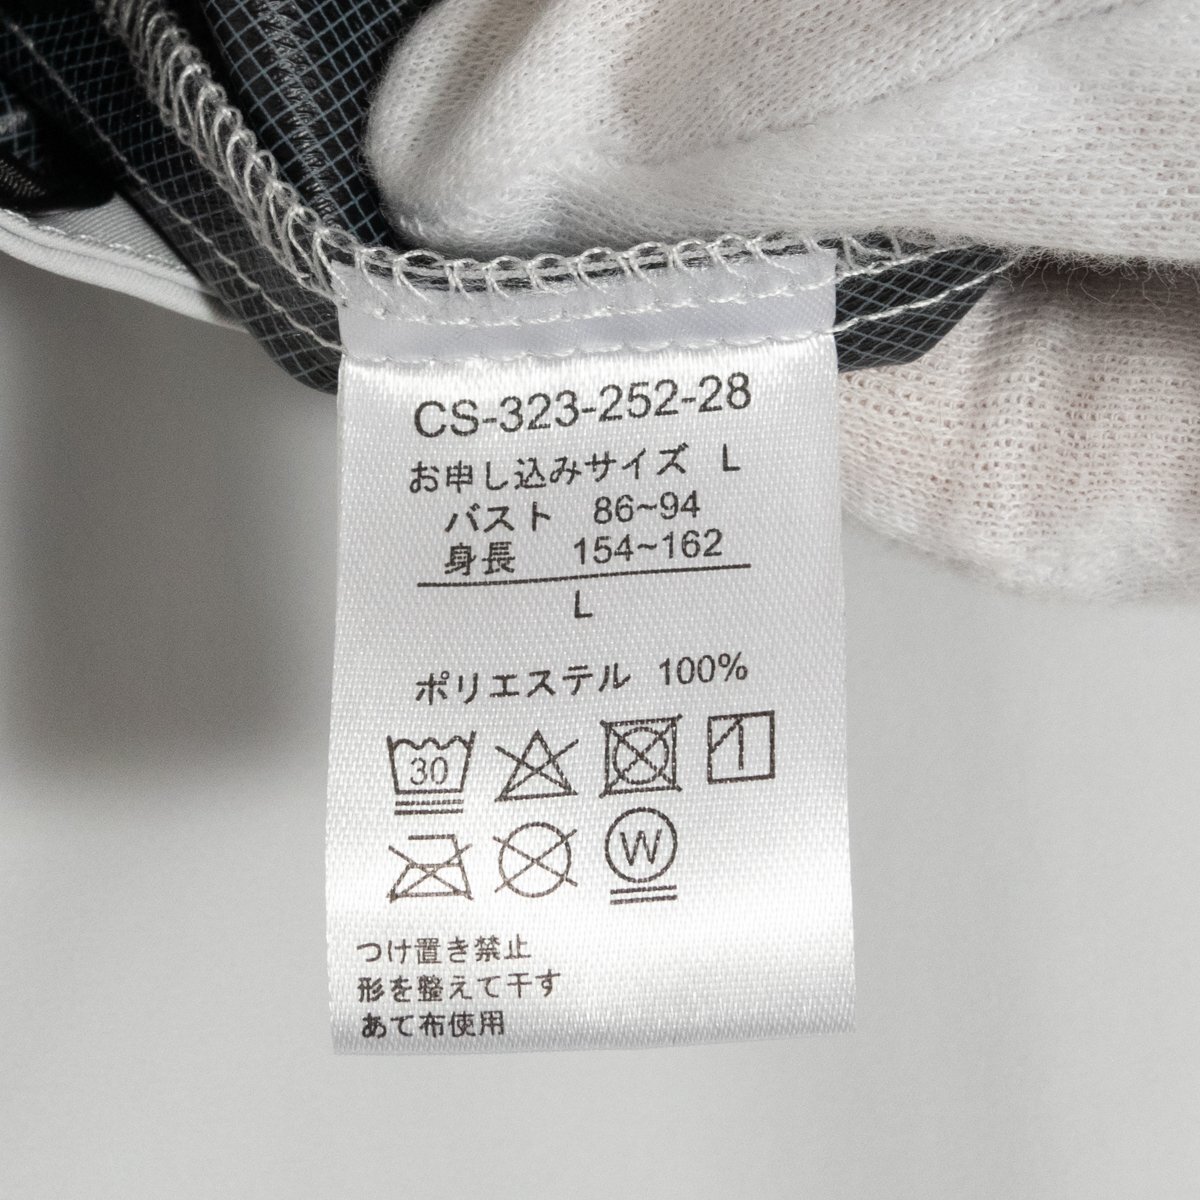 CS-323-252-28
お申し込みサイズ L
バスト 86~94
身長 154~162
L
ポリエステル 100%
30
W
つけ置き禁止
形を整えて干す
あて布使用